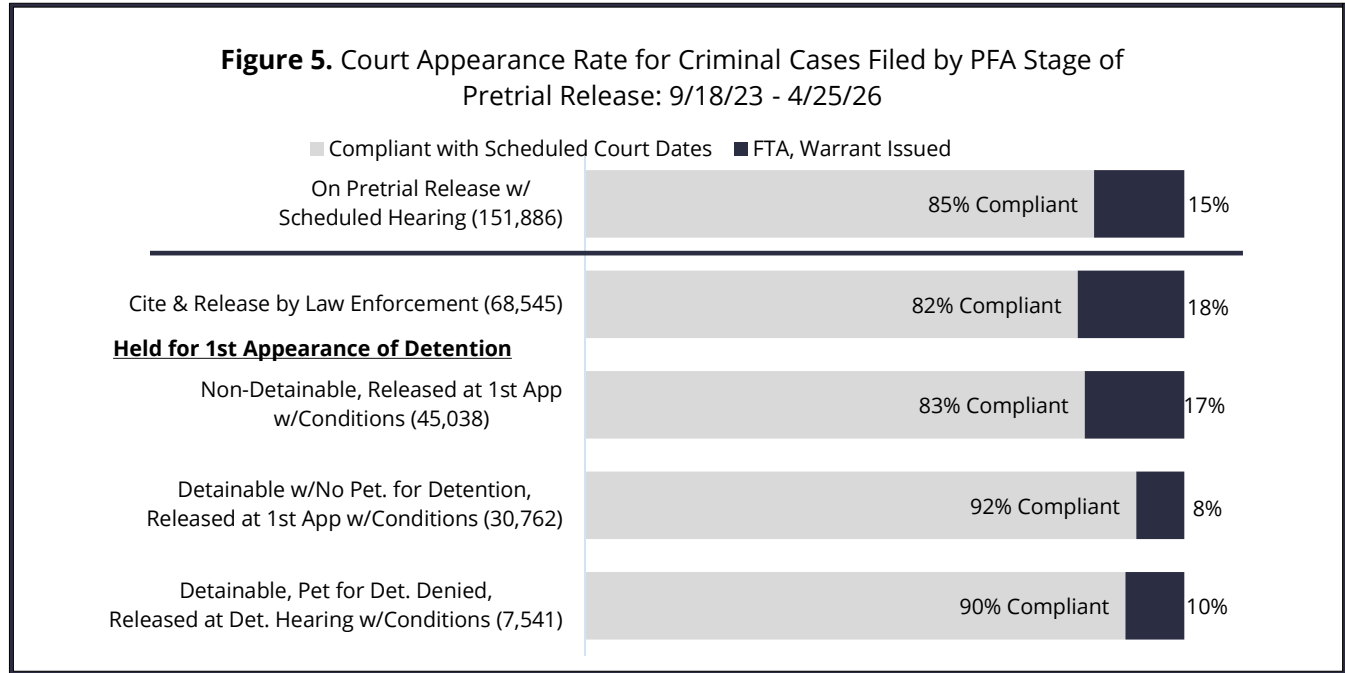 Figure 5. Court Appearance Rate for Criminal Cases Filed by PFA Stage of
Pretrial Release: 9/18/23 - 4/25/26
Compliant with Scheduled Court Dates FTA, Warrant Issued
On Pretrial Release w/
Scheduled Hearing (151,886)
85% Compliant 15%
Cite & Release by Law Enforcement (68,545)
82% Compliant 18%
Held for 1st Appearance of Detention
Non-Detainable, Released at 1st App
w/Conditions (45,038)
83% Compliant 17%
Detainable w/No Pet. for Detention,
Released at 1st App w/Conditions (30,762)
92% Compliant 8%
Detainable, Pet for Det. Denied,
Released at Det. Hearing w/Conditions (7,541)
90% Compliant 10%